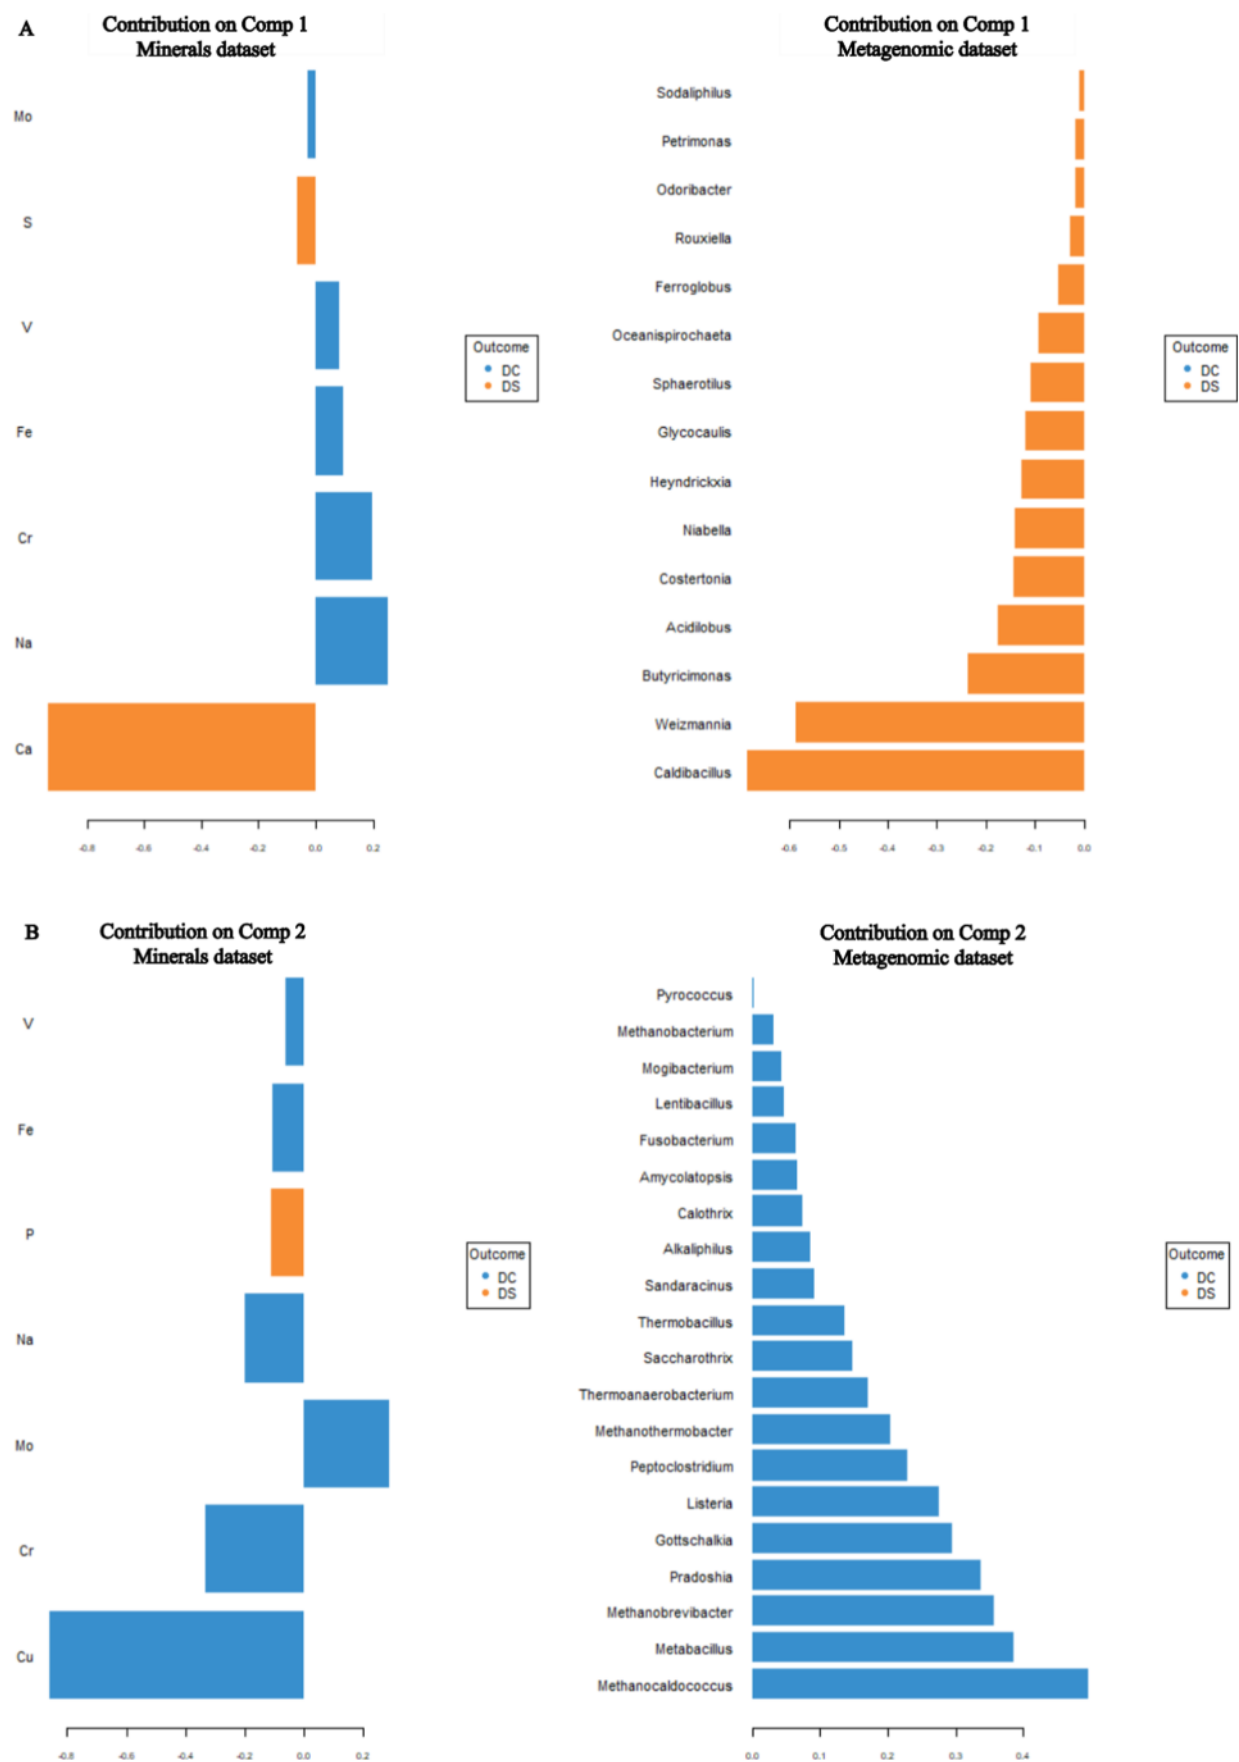 A
Contribution on Comp 1
Minerals dataset
Mo
S
V
Fe
Cr
Na
Ca
-0.8 -0.6 -0.4 -0.2 0.0 0.2
Outcome
DC
DS
Contribution on Comp 1
Metagenomic dataset
Sodaliphilus
Petrimonas
Odoribacter
Rouxiella
Ferroglobus
Oceanispirochaeta
Sphaerotilus
Glycocaulis
Heyndrickxia
Niabella
Costertonia
Acidilobus
Butyricimonas
Weizmannia
Caldibacillus
-0.6 -0.5 -0.4 -0.3 -0.2 -0.1 0.0
Outcome
DC
DS
B
Contribution on Comp 2
Minerals dataset
V
Fe
P
Na
Mo
Cr
Cu
-0.8 -0.6 -0.4 -0.2 0.0 0.2
Outcome
DC
DS
Contribution on Comp 2
Metagenomic dataset
Pyrococcus
Methanobacterium
Mogibacterium
Lentibacillus
Fusobacterium
Amycolatopsis
Calothrix
Alkaliphilus
Sandaracinus
Thermobacillus
Saccharothrix
Thermoanaerobacterium
Methanothermobacter
Peptoclostridium
Listeria
Gottschalkia
Pradoshia
Methanobrevibacter
Metabacillus
Methanocaldococcus
0.0 0.1 0.2 0.3 0.4
Outcome
DC
DS